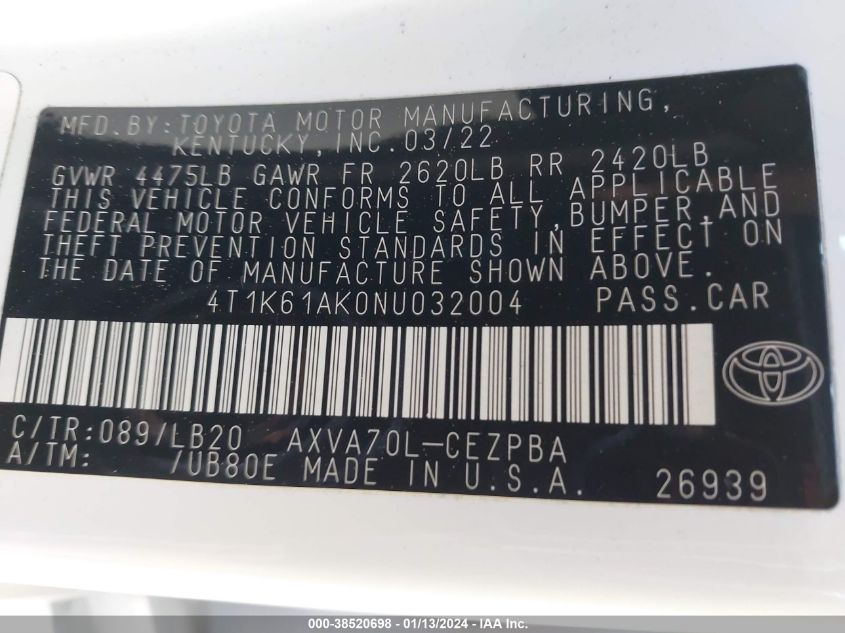 MFD.BY:TOYOTA MOTOR MANUFACTURING,
KENTUCKY,INC.03/22
GVWR 4475LB GAWR FR 2620LB RR 2420LB
THIS VEHICLE CONFORMS TO ALL APPLICABLE
FEDERAL MOTOR VEHICLE SAFETY,BUMPER,AND
THEFT PREVENTION STANDARDS IN EFFECT ON
THE DATE OF MANUFACTURE SHOWN ABOVE.
4T1K61AK0NU032004 PASS.CAR
C/TR:089/LB20 AXVA70L-CEZPBA
A/TM: /UB80E MADE IN U.S.A. 26939
000-38520698 - 01/13/2024 - IAA Inc.